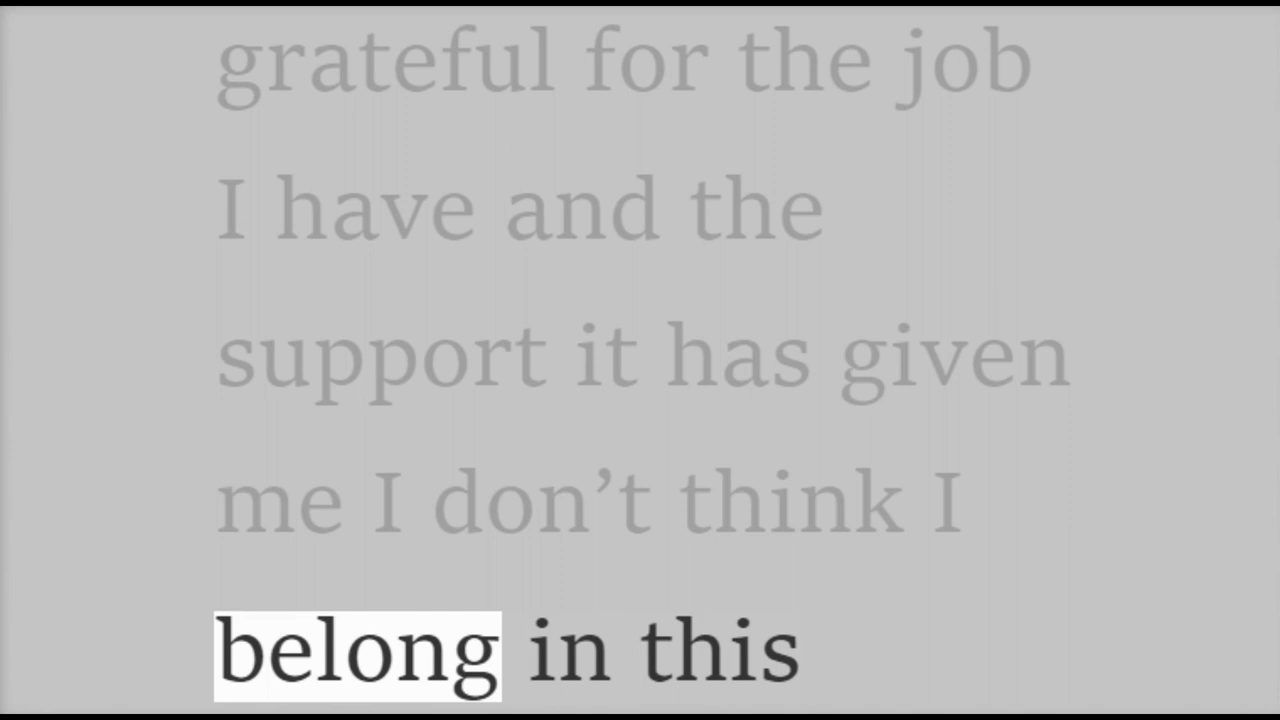 grateful for the job
I have and the
support it has given
me I don’t think I
belong in this